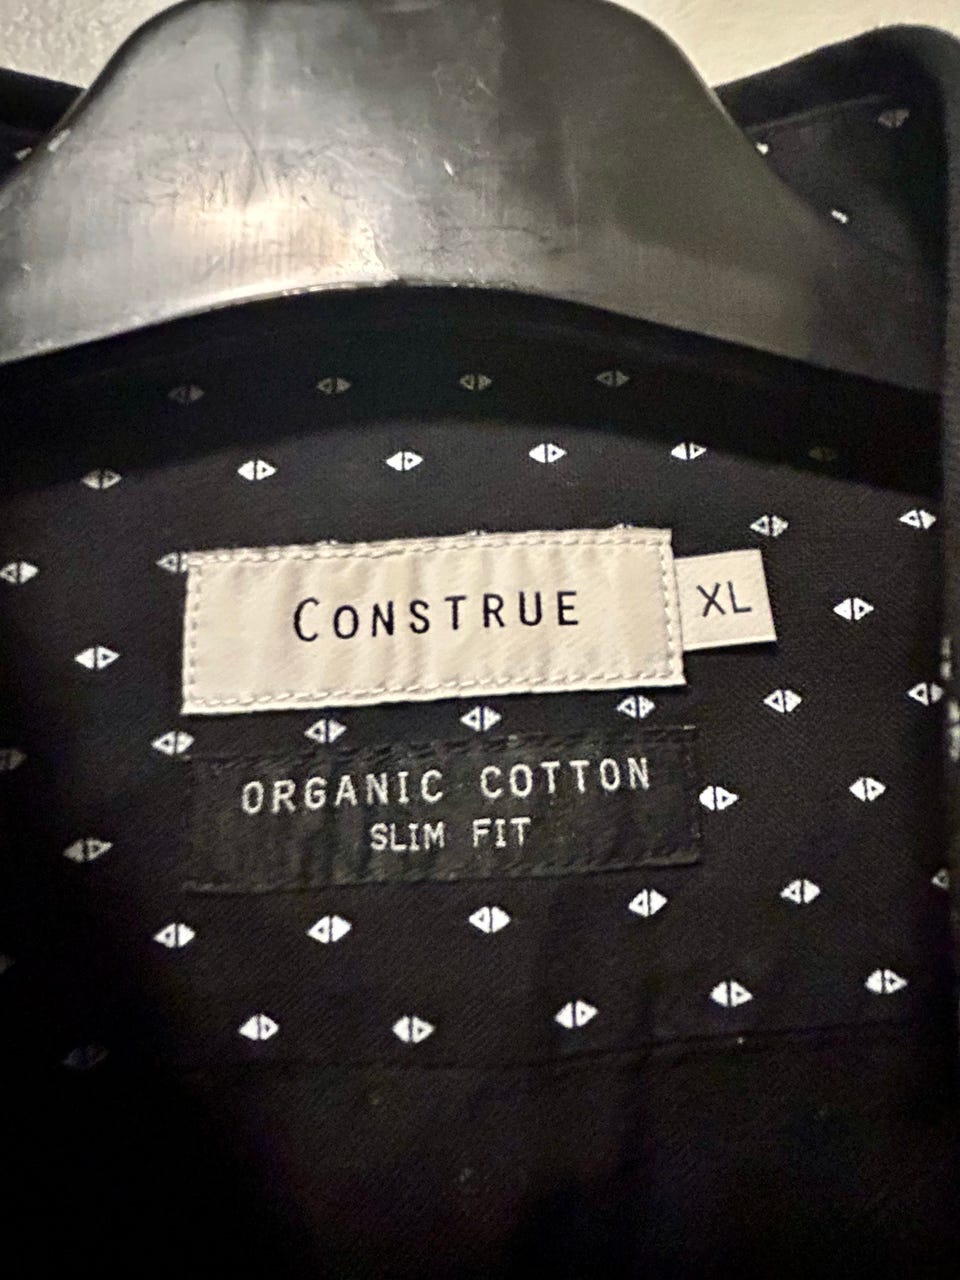 CONSTRUE
XL
ORGANIC COTTON
SLIM FIT